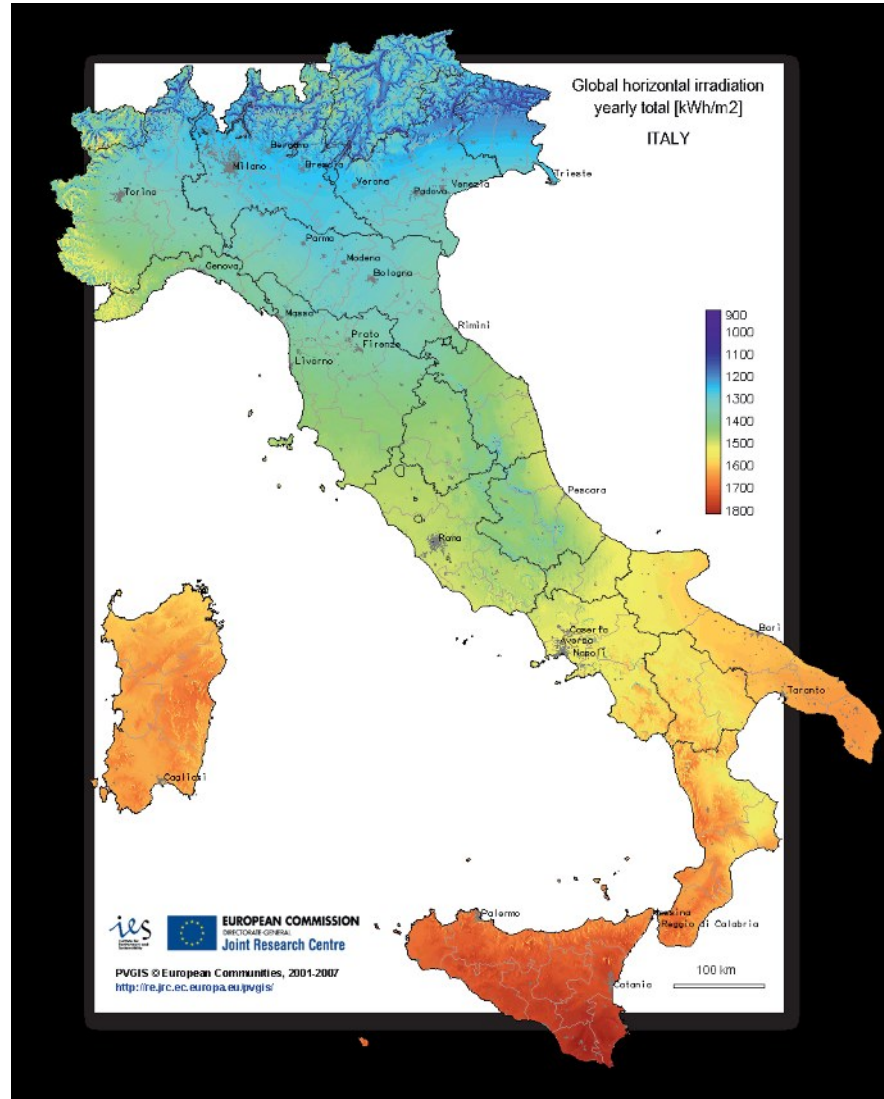 Global horizontal irradiation
yearly total [kWh/m2]
ITALY
Bergamo
Milano
Brescia
Verona
Padova
Venezia
Trieste
Torino
Parma
Modena
Genova
Bologna
Massa
Rimini
Prato
Firenze
Livorno
900
1000
1100
1200
1300
1400
1500
1600
1700
1800
Pescara
Roma
Caserta
Aversa
Napoli
Bari
Taranto
Cagliari
Palermo
Messina
Reggio di Calabria
Catania
100 km
ies
EUROPEAN COMMISSION
DIRECTORATE-GENERAL
Joint Research Centre
PVGIS © European Communities, 2001-2007
http://re.jrc.ec.europa.eu/pvgis/